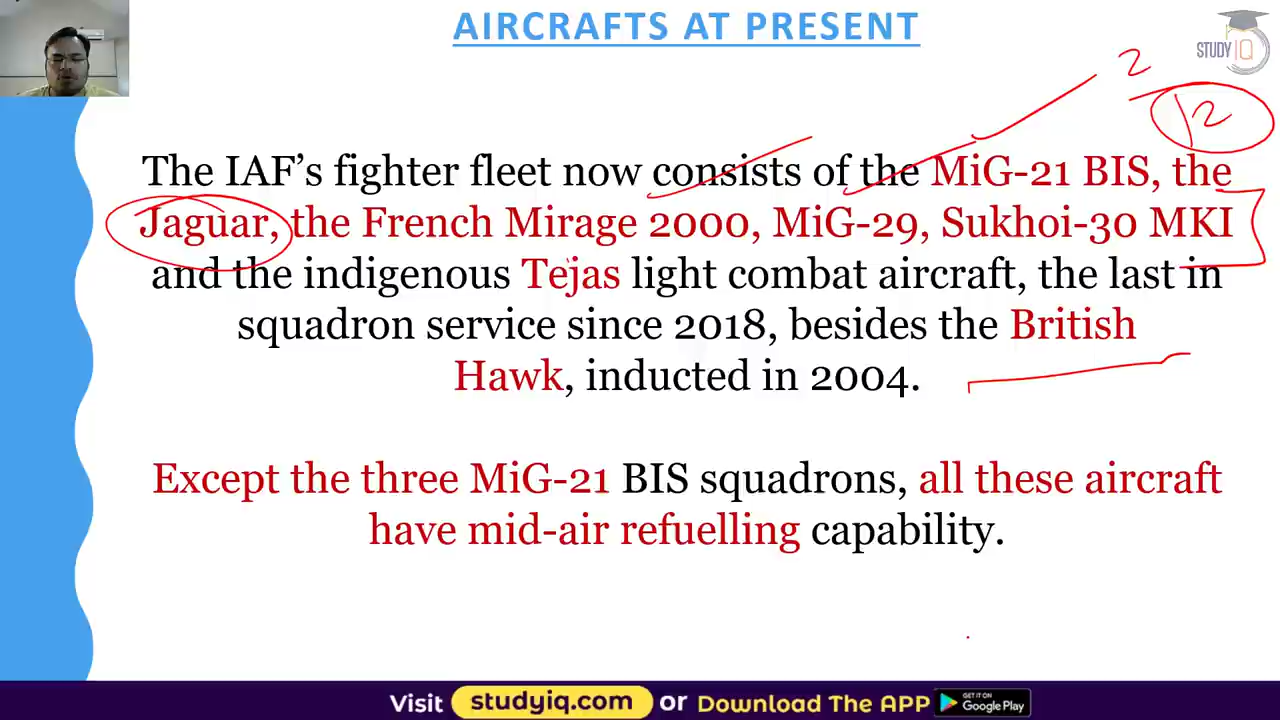 AIRCRAFTS AT PRESENT
STUDY IQ
2
12
The IAF’s fighter fleet now consists of the MiG-21 BIS, the
Jaguar, the French Mirage 2000, MiG-29, Sukhoi-30 MKI
and the indigenous Tejas light combat aircraft, the last in
squadron service since 2018, besides the British
Hawk, inducted in 2004.
Except the three MiG-21 BIS squadrons, all these aircraft
have mid-air refuelling capability.
Visit studyiq.com or Download The APP GET IT ON Google Play